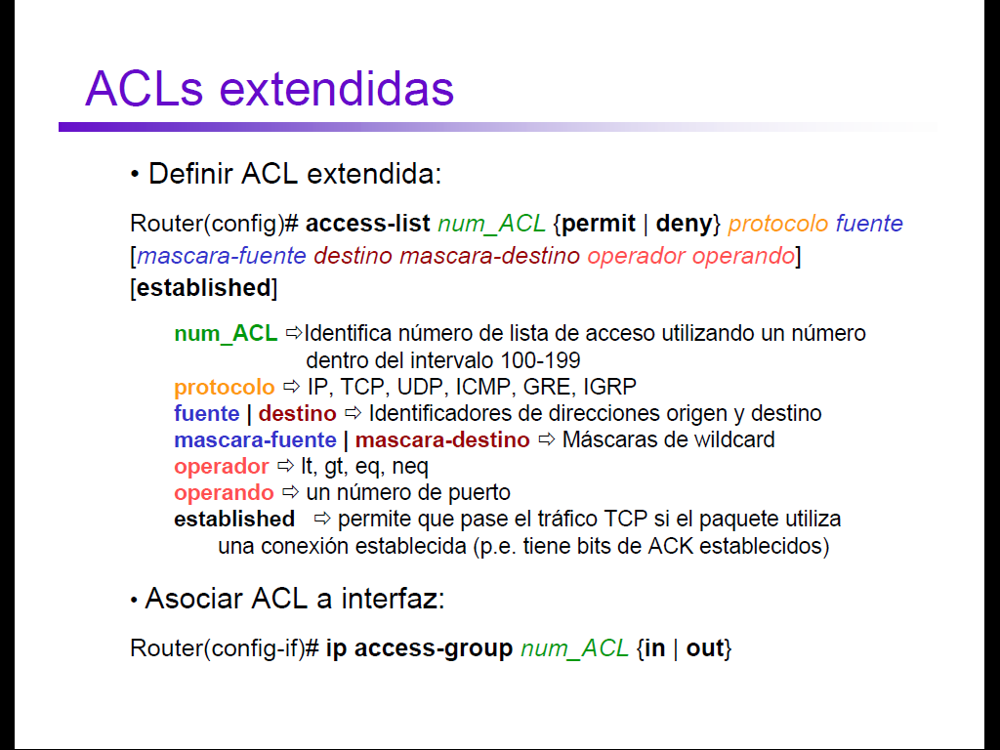 ACLs extendidas
• Definir ACL extendida:
Router(config)# access-list num_ACL {permit | deny} protocolo fuente
[mascara-fuente destino mascara-destino operador operando]
[established]
num_ACL ⇨Identifica número de lista de acceso utilizando un número
dentro del intervalo 100-199
protocolo ⇨ IP, TCP, UDP, ICMP, GRE, IGRP
fuente | destino ⇨ Identificadores de direcciones origen y destino
mascara-fuente | mascara-destino ⇨ Máscaras de wildcard
operador ⇨ lt, gt, eq, neq
operando ⇨ un número de puerto
established ⇨ permite que pase el tráfico TCP si el paquete utiliza
una conexión establecida (p.e. tiene bits de ACK establecidos)
• Asociar ACL a interfaz:
Router(config-if)# ip access-group num_ACL {in | out}